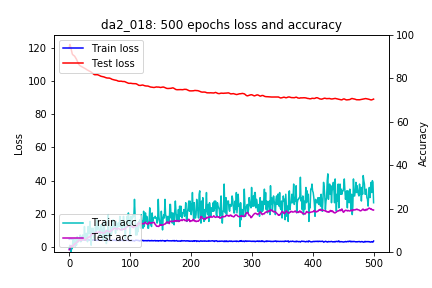 da2_018: 500 epochs loss and accuracy
Train loss
Test loss
Train acc
Test acc
Loss
Accuracy
120
100
80
60
40
20
0
100
80
60
40
20
0
0
100
200
300
400
500